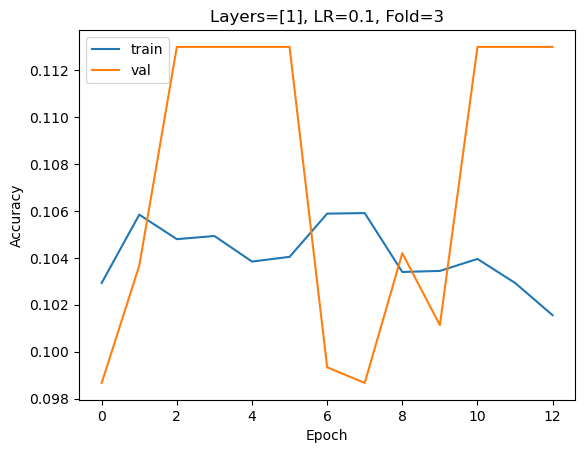 Layers=[1], LR=0.1, Fold=3
train
val
0.112
0.110
0.108
0.106
0.104
0.102
0.100
0.098
Accuracy
0 2 4 6 8 10 12
Epoch